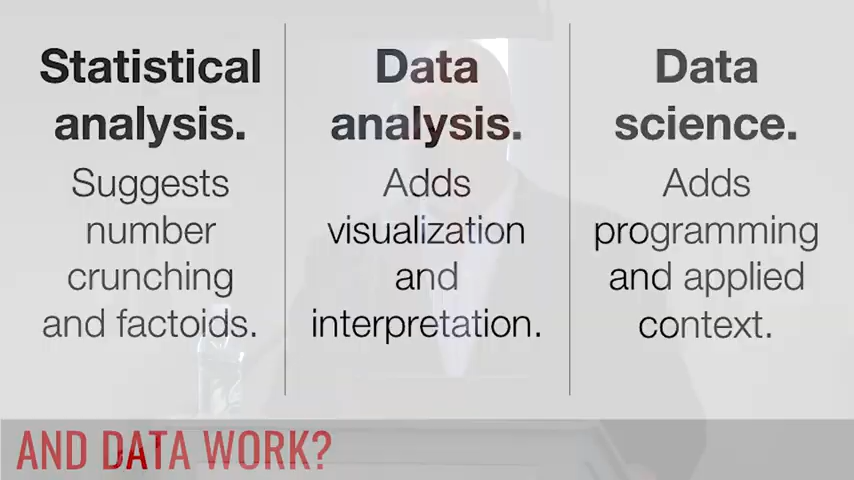 Statistical
analysis.
Suggests
number
crunching
and factoids.
Data
analysis.
Adds
visualization
and
interpretation.
Data
science.
Adds
programming
and applied
context.
AND DATA WORK?